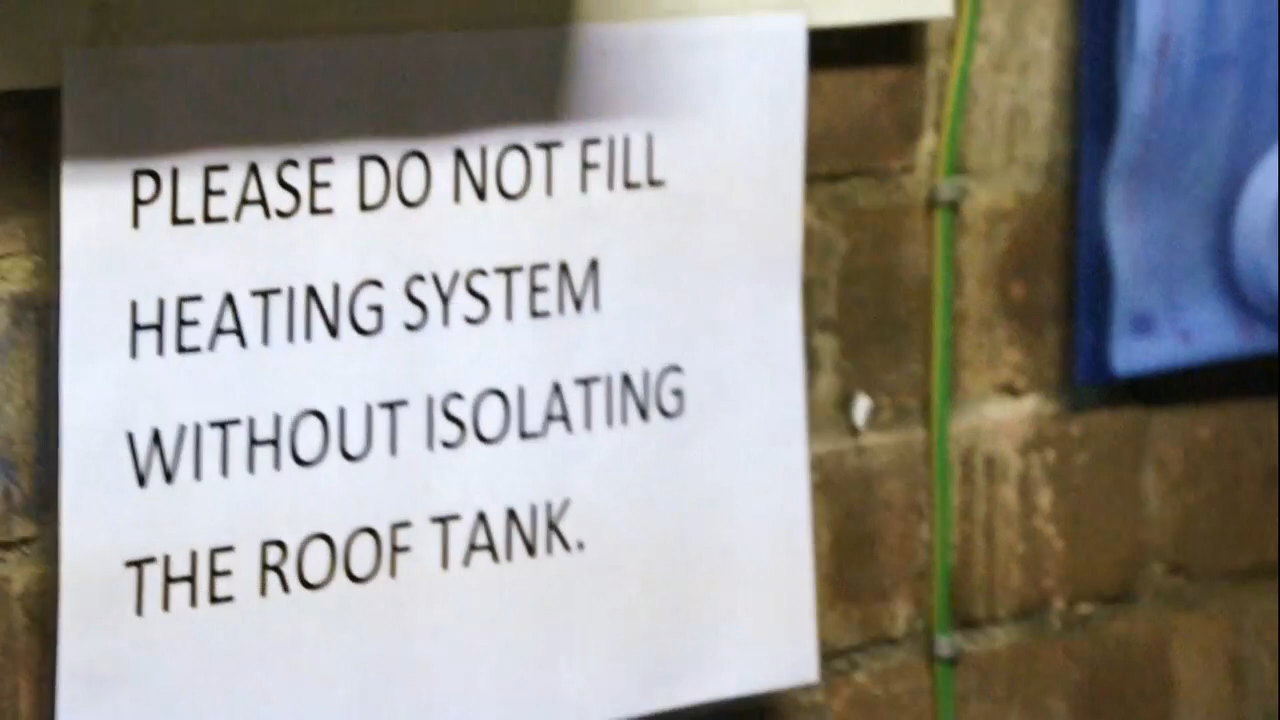 PLEASE DO NOT FILL
HEATING SYSTEM
WITHOUT ISOLATING
THE ROOF TANK.